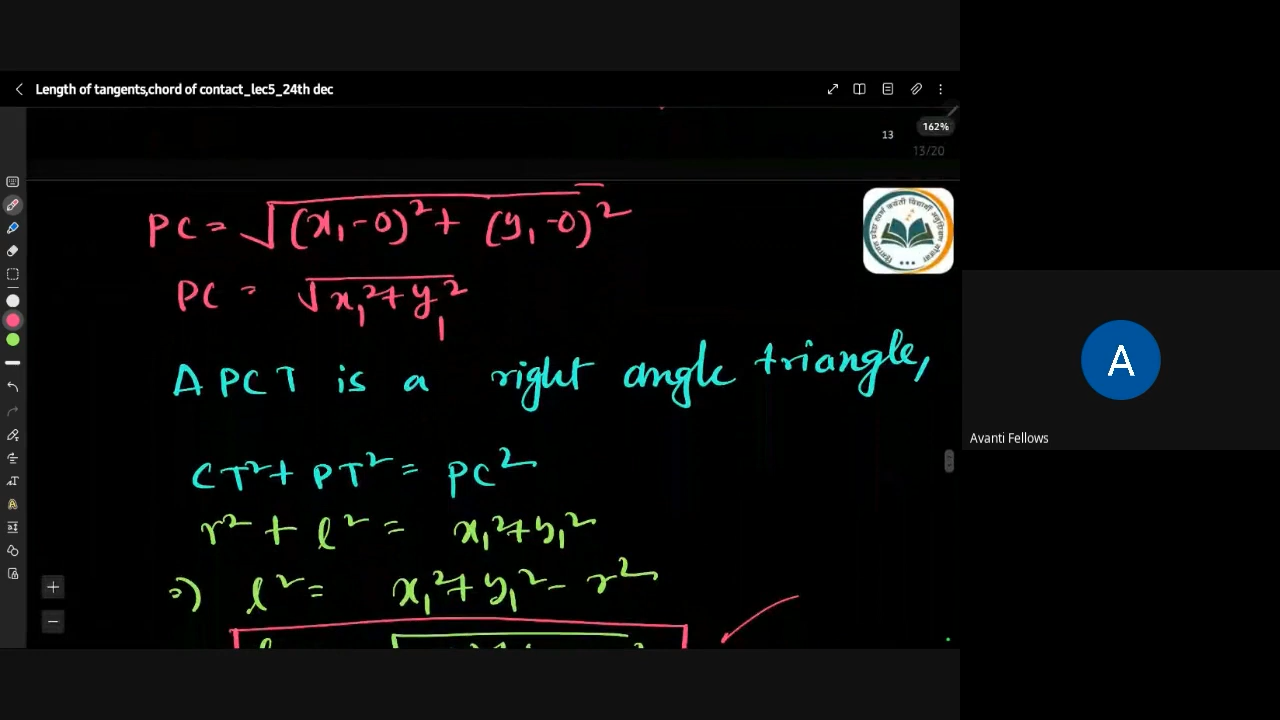 Length of tangents,chord of contact_lec5_24th dec
13
162%
13/20
PC = √(x₁-0)² + (y₁-0)²
PC = √x₁²+y₁²
Δ PCT is a right angle triangle,
CT² + PT² = PC²
r² + l² = x₁²+y₁²
⇒) l² = x₁²+y₁² - r²
A
Avanti Fellows